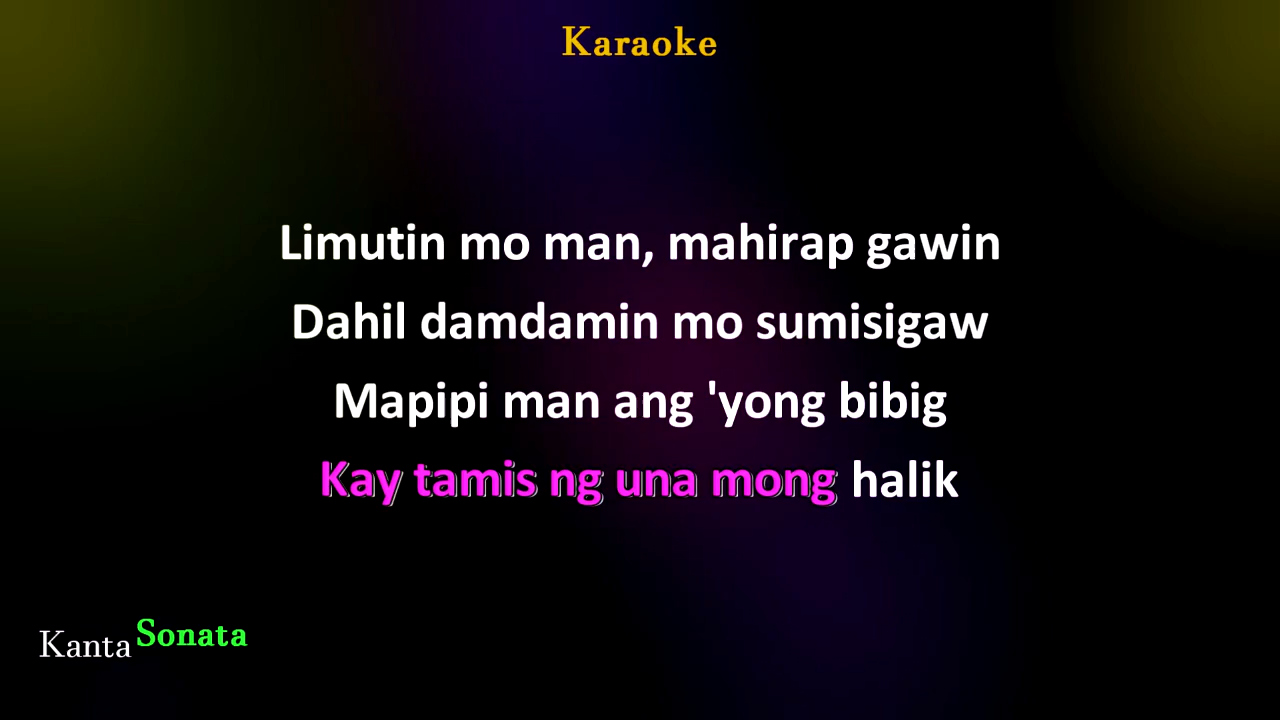 Karaoke
Limutin mo man, mahirap gawin
Dahil damdamin mo sumisigaw
Mapipi man ang 'yong bibig
Kay tamis ng una mong halik
Kanta Sonata